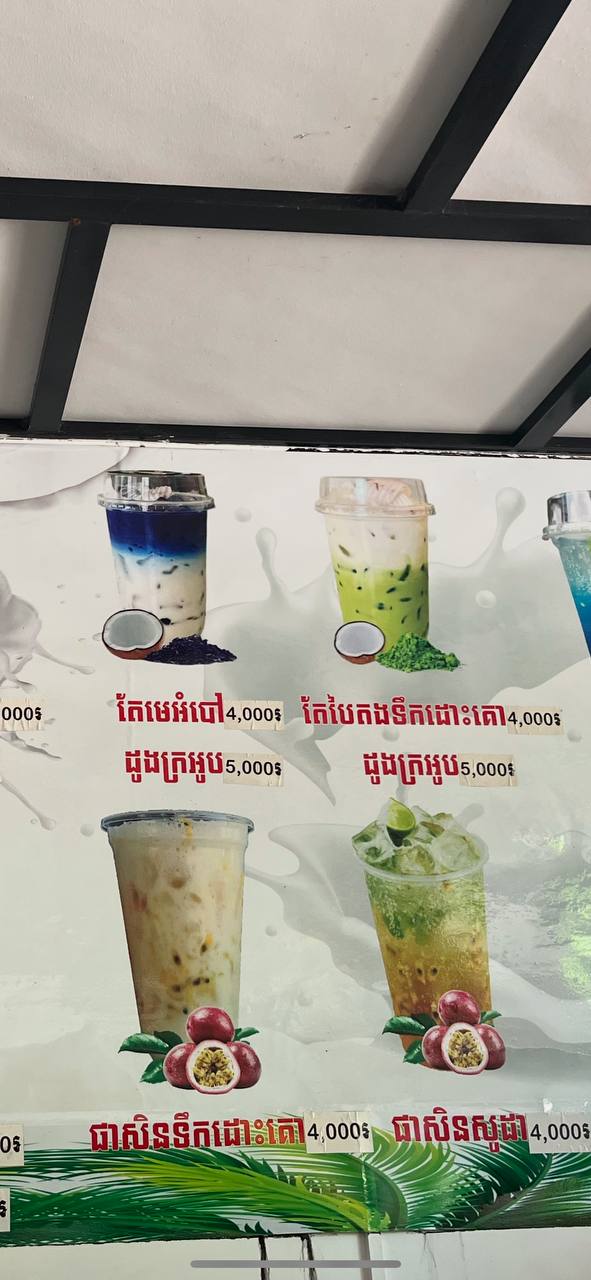 000៛
តែមេអំបៅ 4,000៛
តែបៃតងទឹកដោះគោ 4,000៛
ដូងក្រអូប 5,000៛
ដូងក្រអូប 5,000៛
0៛
ផាសិនទឹកដោះគោ 4,000៛
ផាសិនសូដា 4,000៛
៛